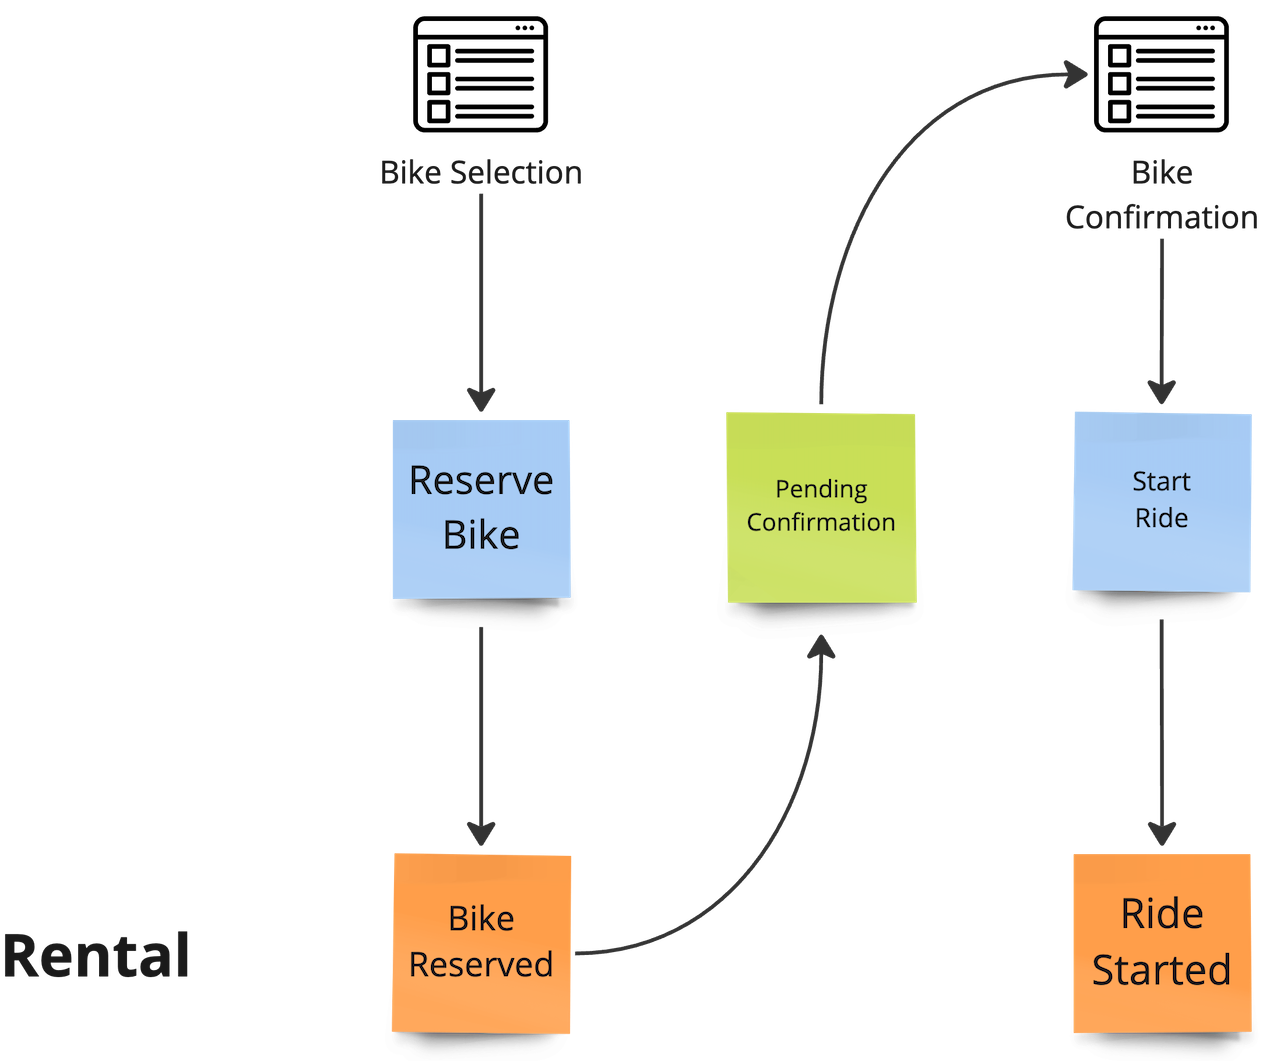 Bike Selection
Bike
Confirmation
Reserve
Bike
Pending
Confirmation
Start
Ride
Rental
Bike
Reserved
Ride
Started